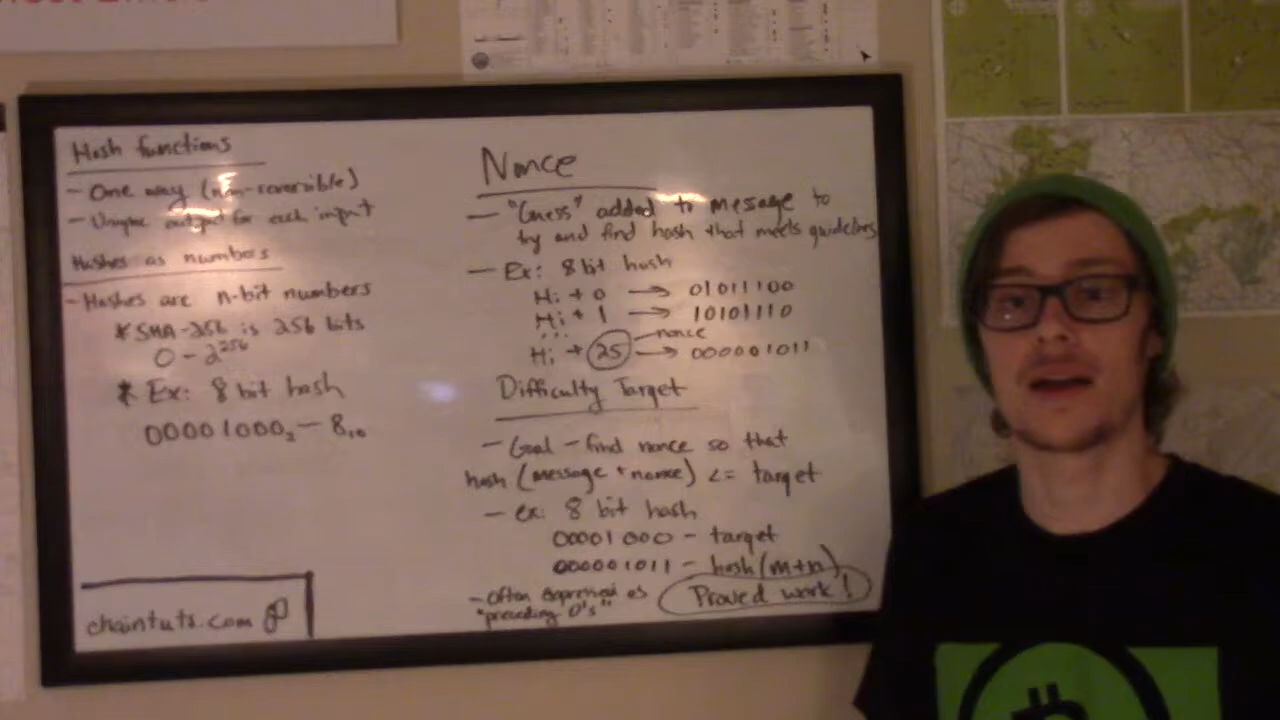 Hash functions
- One way (non-reversible)
- Unique output for each input
Hashes as numbers
- Hashes are n-bit numbers
* SHA-256 is 256 bits
0 - 2^256
* Ex: 8 bit hash
00001000₂ - 8₁₀
chaintuts.com
Nonce
- "Guess" added to message to
try and find hash that meets guidelines
- Ex: 8 bit hash
Hi + 0 → 01011100
Hi + 1 → 10101110
...
nonce
Hi + 25 → 000001011
Difficulty Target
- Goal - find nonce so that
hash (message + nonce) <= target
- ex: 8 bit hash
00001000 - target
000001011 - hash(m+n)
- Often expressed as
"preceding 0's"
Proved work!